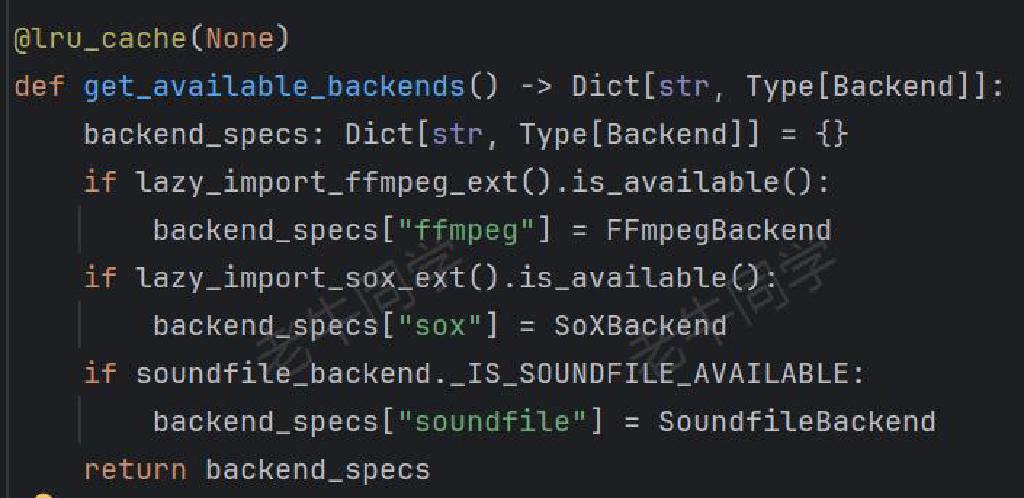 @lru_cache(None)
def get_available_backends() -> Dict[str, Type[Backend]]:
    backend_specs: Dict[str, Type[Backend]] = {}
    if lazy_import_ffmpeg_ext().is_available():
        backend_specs["ffmpeg"] = FFmpegBackend
    if lazy_import_sox_ext().is_available():
        backend_specs["sox"] = SoXBackend
    if soundfile_backend._IS_SOUNDFILE_AVAILABLE:
        backend_specs["soundfile"] = SoundfileBackend
    return backend_specs
老牛同学
老牛同学